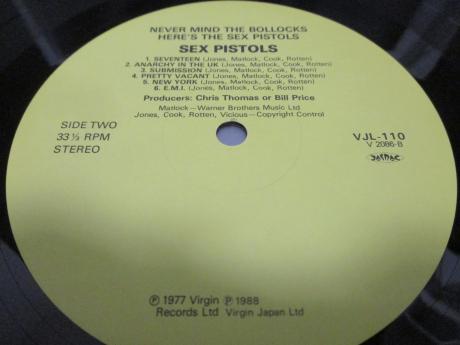 NEVER MIND THE BOLLOCKS
HERE'S THE SEX PISTOLS
SEX PISTOLS
1. SEVENTEEN (Jones, Matlock, Cook, Rotten)
2. ANARCHY IN THE UK (Jones, Matlock, Cook, Rotten)
3. SUBMISSION (Jones, Matlock, Cook, Rotten)
4. PRETTY VACANT (Jones, Matlock, Cook, Rotten)
5. NEW YORK (Jones, Matlock, Cook, Rotten)
6. E.M.I. (Jones, Matlock, Cook, Rotten)
Producers: Chris Thomas or Bill Price
Matlock—Warner Brothers Music Ltd
Jones, Cook, Rotten, Vicious—Copyright Control
SIDE TWO
33⅓ RPM
STEREO
VJL-110
V 2086-B
JASRAC
℗ 1977 Virgin ℗ 1988
Records Ltd Virgin Japan Ltd